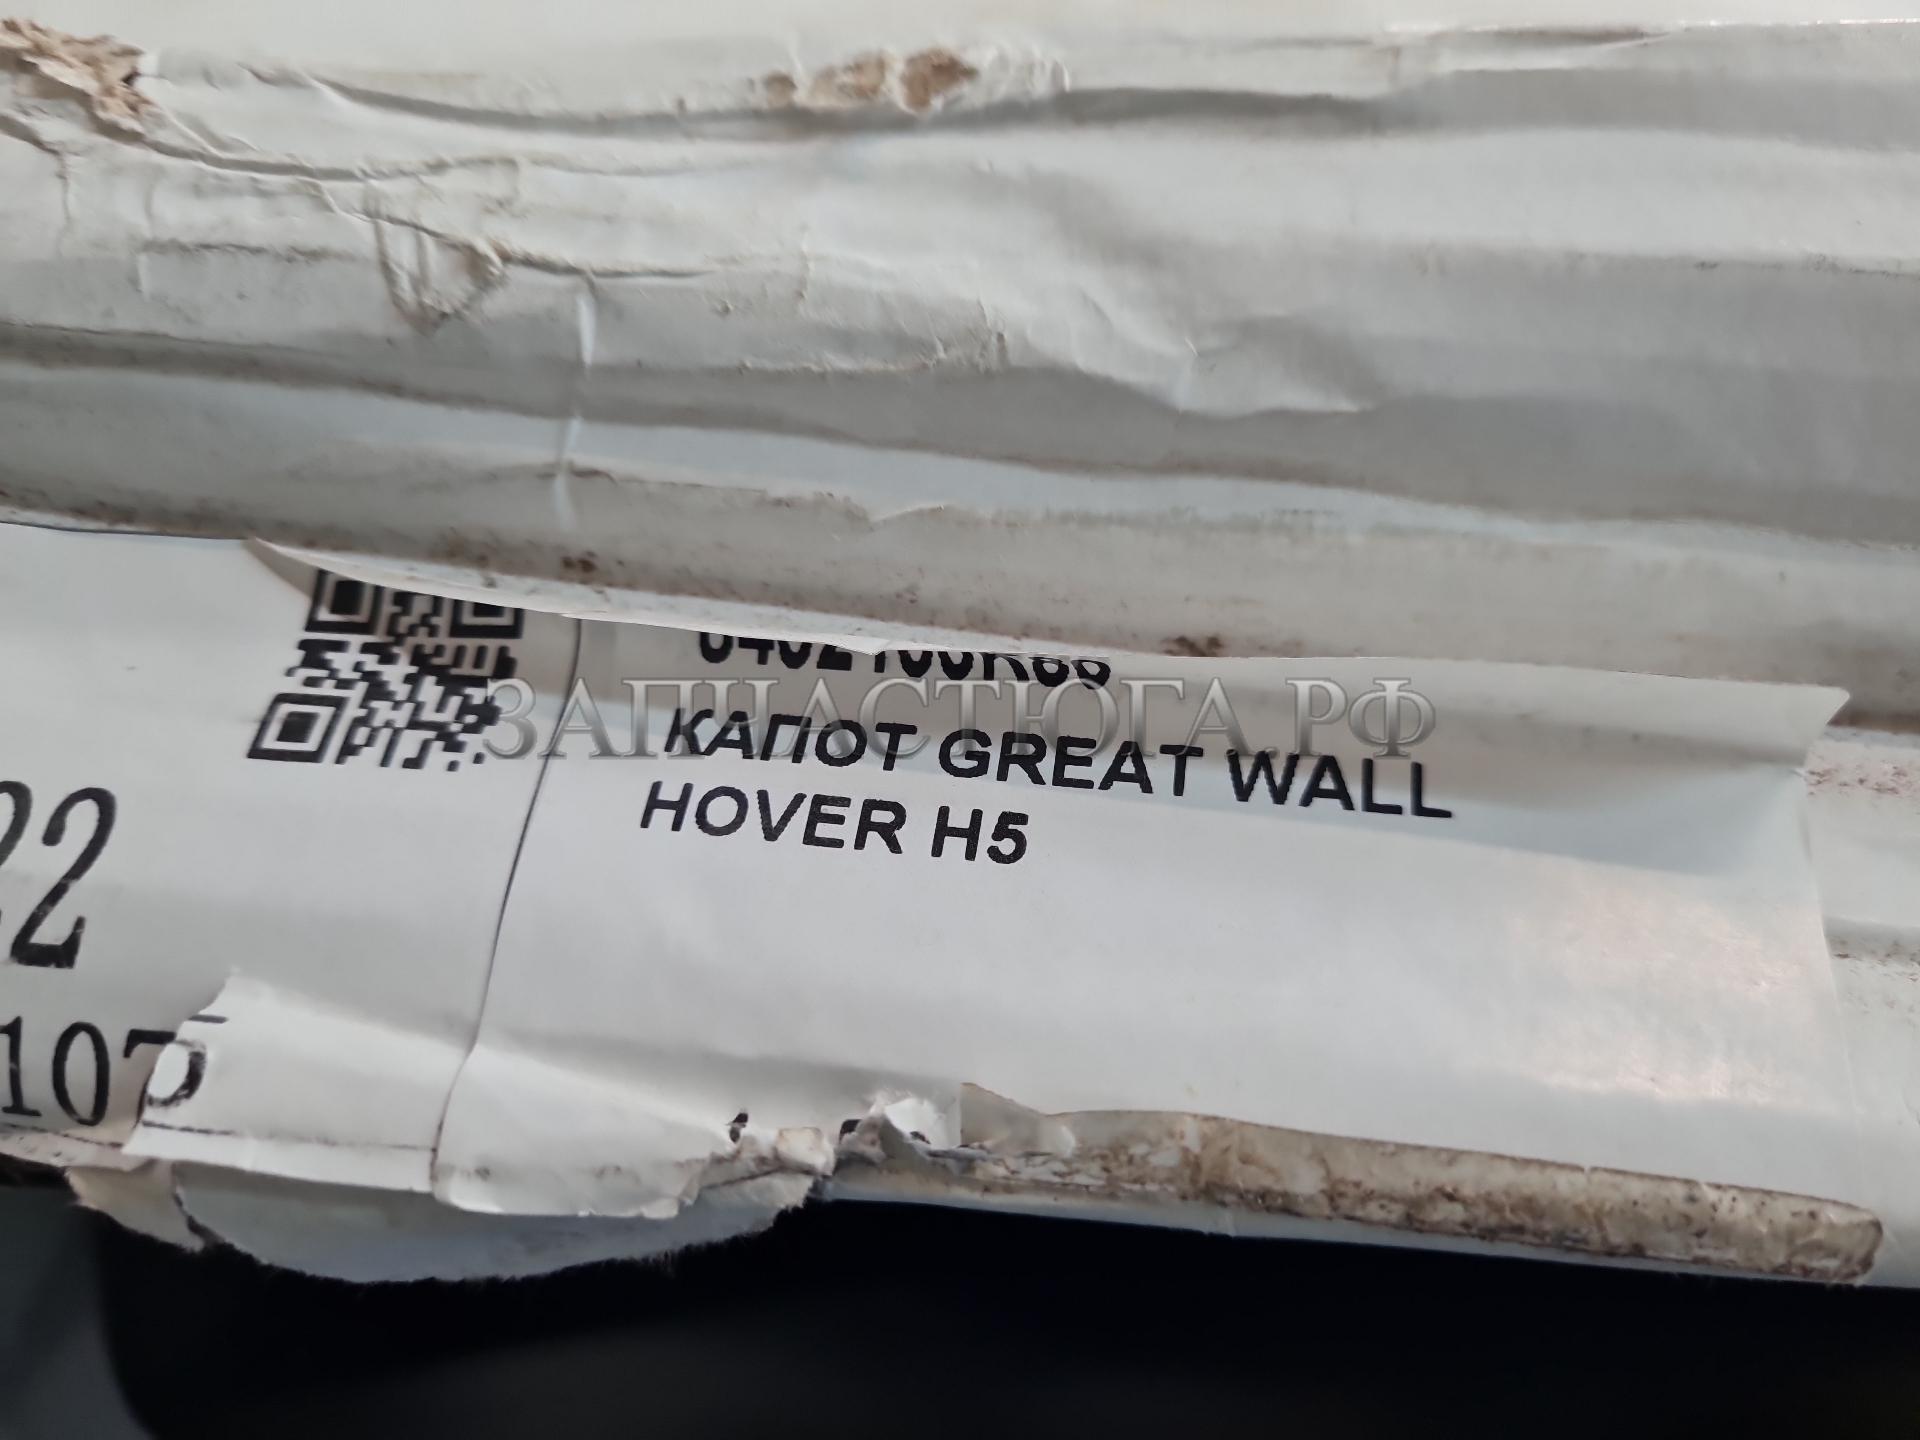 КАПОТ GREAT WALL
HOVER H5
ЗАПЧАСТЮГА.РФ
22
107